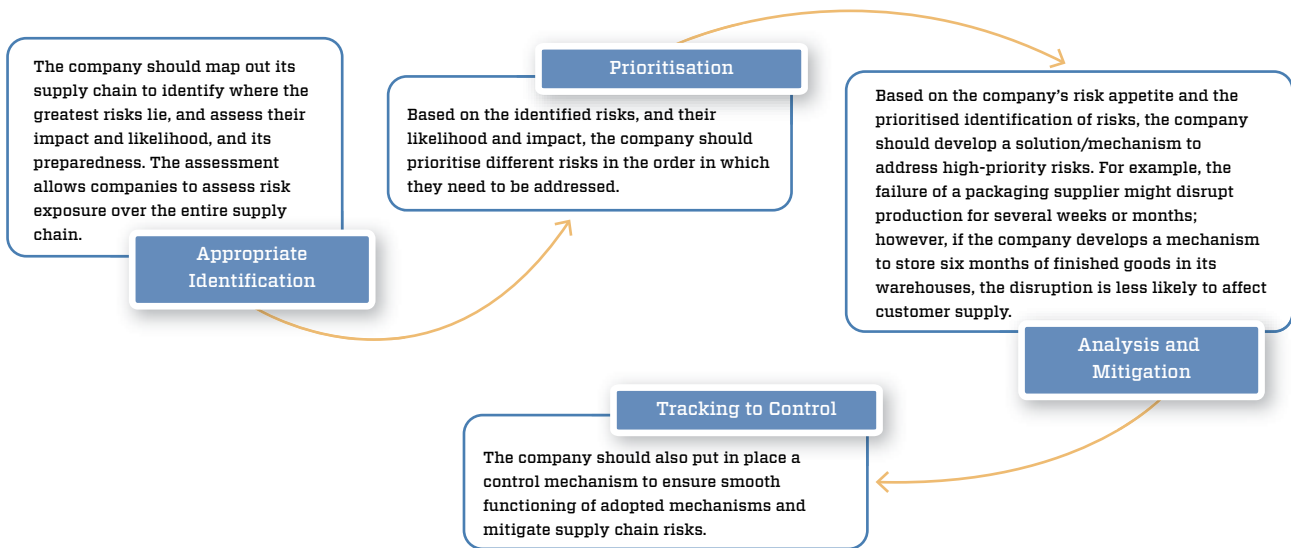 The company should map out its
supply chain to identify where the
greatest risks lie, and assess their
impact and likelihood, and its
preparedness. The assessment
allows companies to assess risk
exposure over the entire supply
chain.
Appropriate
Identification
Prioritisation
Based on the identified risks, and their
likelihood and impact, the company should
prioritise different risks in the order in which
they need to be addressed.
Based on the company’s risk appetite and the
prioritised identification of risks, the company
should develop a solution/mechanism to
address high-priority risks. For example, the
failure of a packaging supplier might disrupt
production for several weeks or months;
however, if the company develops a mechanism
to store six months of finished goods in its
warehouses, the disruption is less likely to affect
customer supply.
Analysis and
Mitigation
Tracking to Control
The company should also put in place a
control mechanism to ensure smooth
functioning of adopted mechanisms and
mitigate supply chain risks.